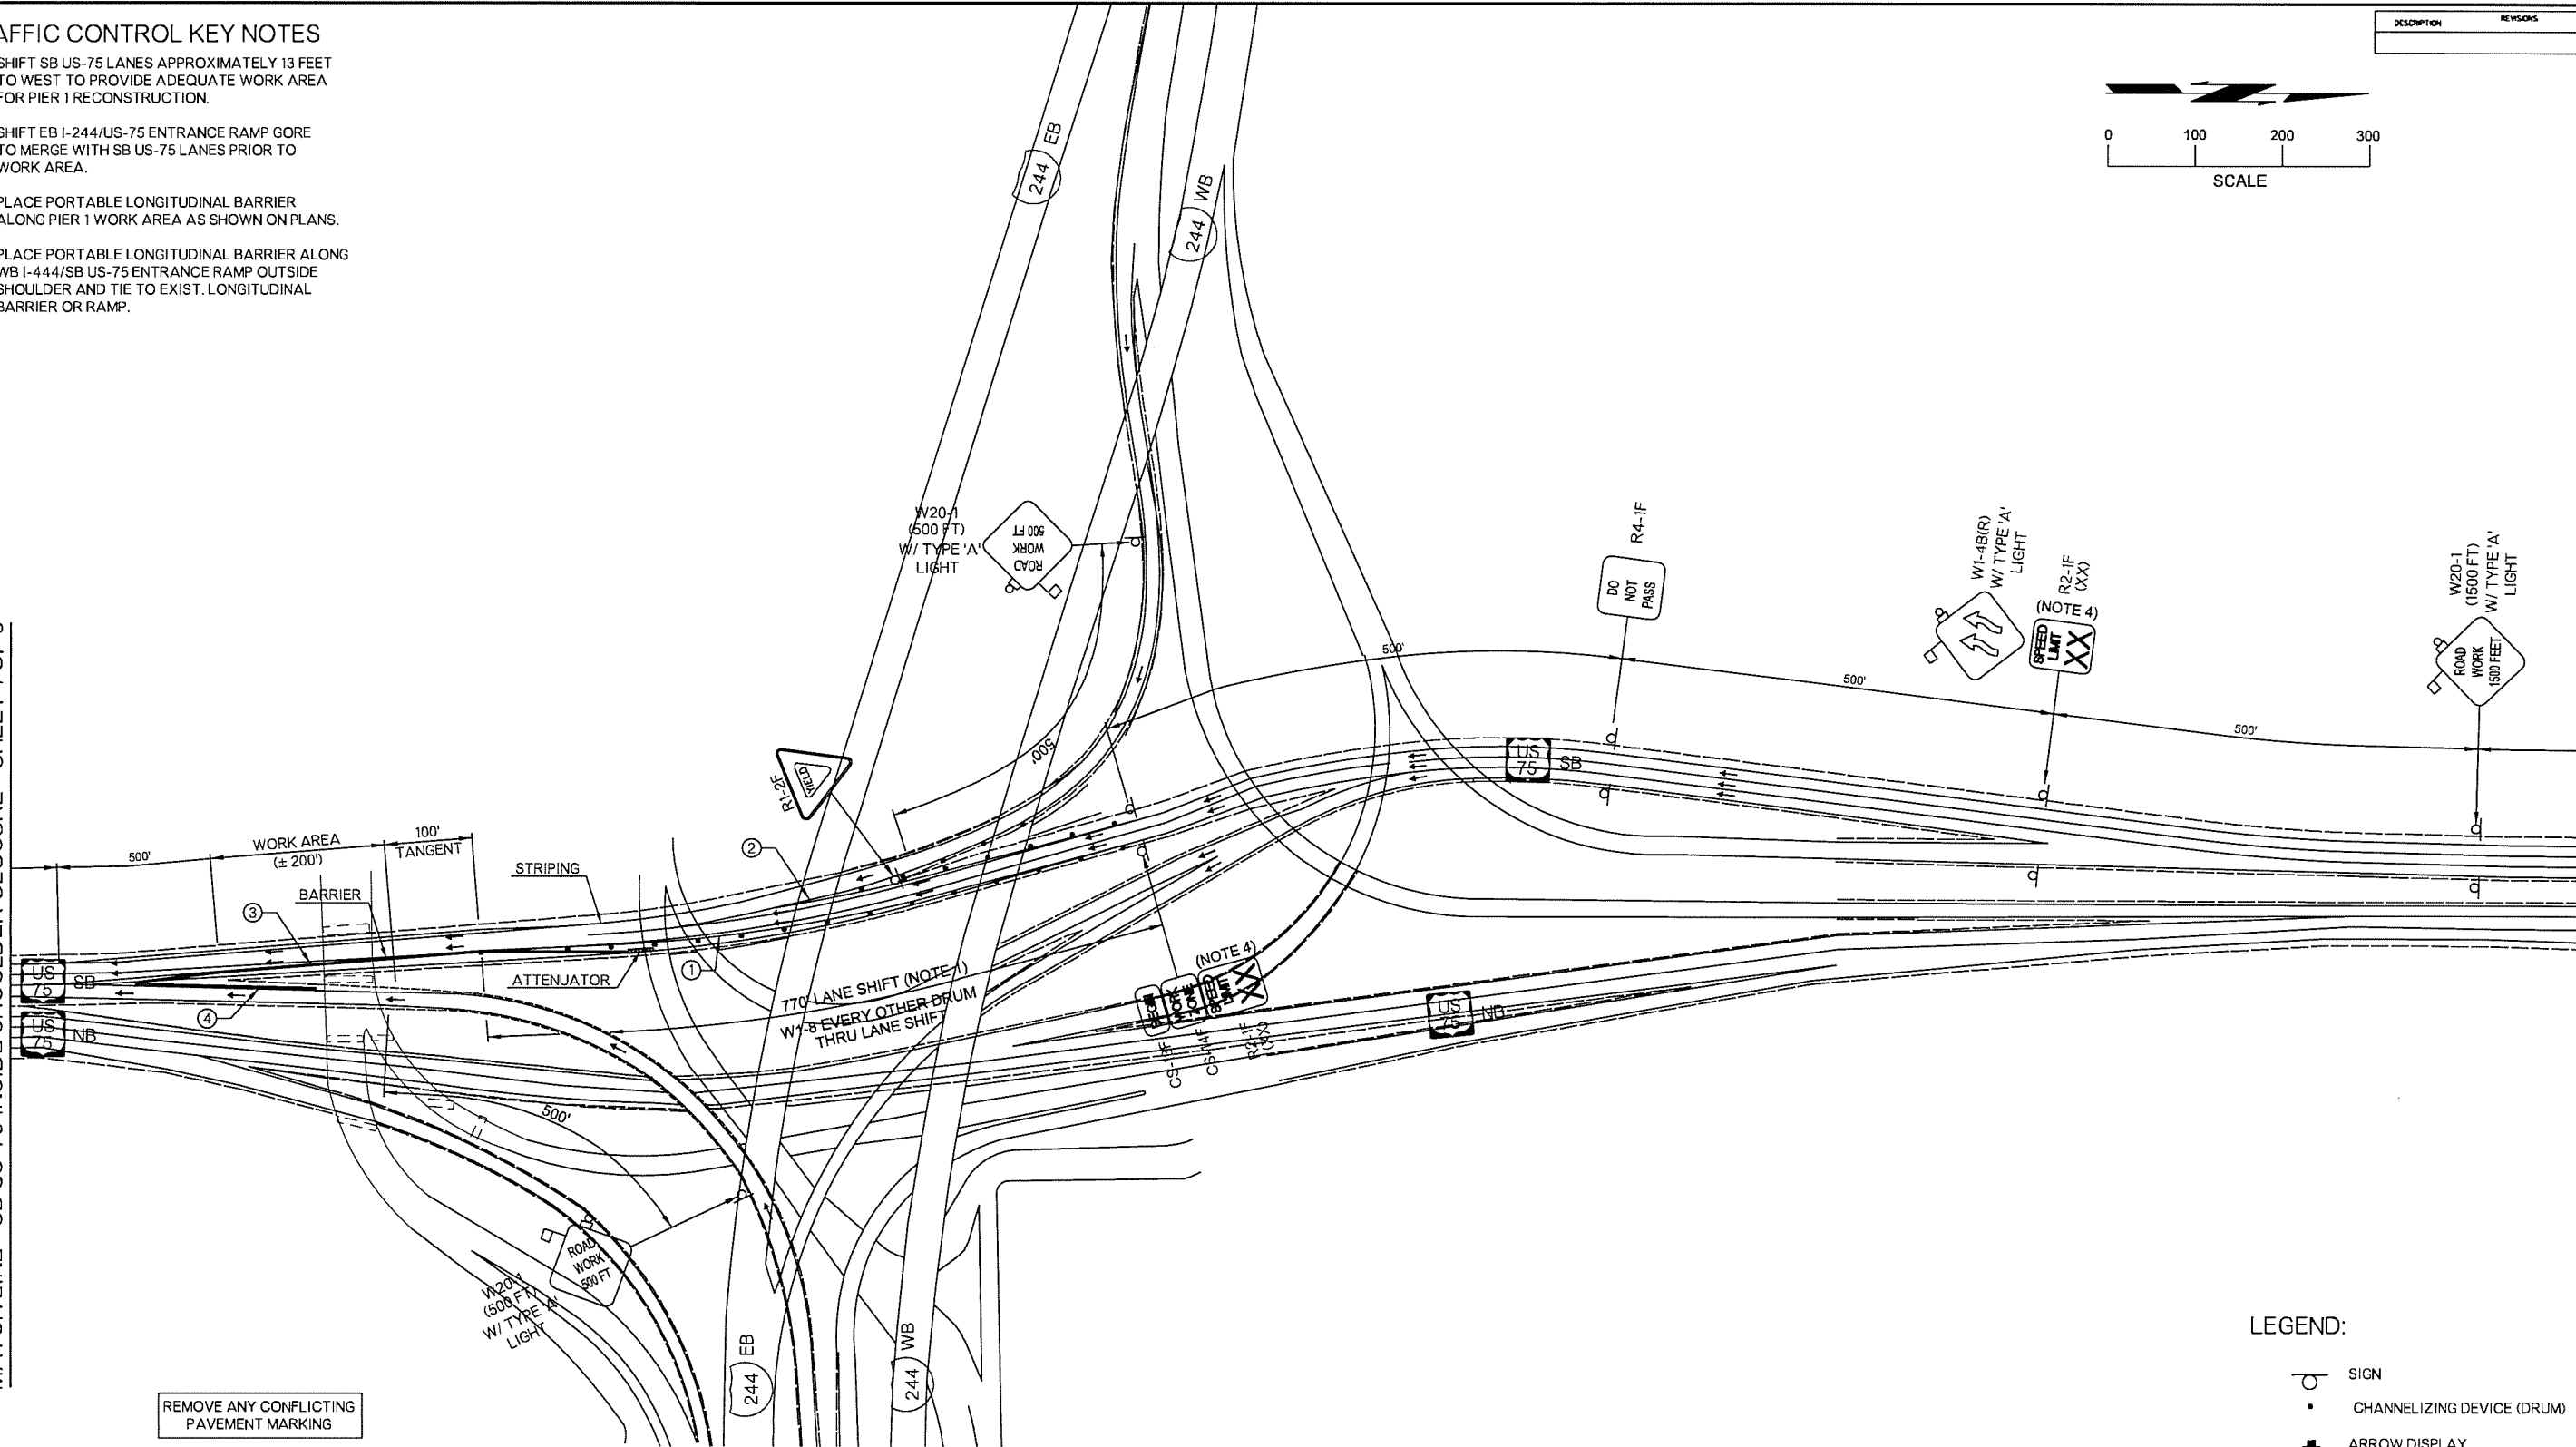 AFFIC CONTROL KEY NOTES
SHIFT SB US-75 LANES APPROXIMATELY 13 FEET
TO WEST TO PROVIDE ADEQUATE WORK AREA
FOR PIER 1 RECONSTRUCTION.
SHIFT EB I-244/US-75 ENTRANCE RAMP GORE
TO MERGE WITH SB US-75 LANES PRIOR TO
WORK AREA.
PLACE PORTABLE LONGITUDINAL BARRIER
ALONG PIER 1 WORK AREA AS SHOWN ON PLANS.
PLACE PORTABLE LONGITUDINAL BARRIER ALONG
WB I-444/SB US-75 ENTRANCE RAMP OUTSIDE
SHOULDER AND TIE TO EXIST. LONGITUDINAL
BARRIER OR RAMP.
DESCRIPTION REVISIONS
0 100 200 300
SCALE
244 EB
244 WB
W20-1
(500 FT)
W/ TYPE 'A'
LIGHT
ROAD
WORK
500 FT
R4-1F
DO
NOT
PASS
W1-4B(R)
W/ TYPE 'A'
LIGHT
R2-1F
(XX)
(NOTE 4)
SPEED
LIMIT
XX
W20-1
(1500 FT)
W/ TYPE 'A'
LIGHT
ROAD
WORK
1500 FEET
500'
500'
500'
500'
R1-2F
YIELD
US
75
SB
500'
WORK AREA
(± 200')
100'
TANGENT
STRIPING
BARRIER
ATTENUATOR
1
2
3
4
US
75
SB
US
75
NB
770' LANE SHIFT (NOTE 1)
W1-8 EVERY OTHER DRUM
THRU LANE SHIFT
(NOTE 4)
BEGIN
WORK
ZONE
SPEED
LIMIT
XX
R2-1F
(XX)
US
75
NB
500'
ROAD
WORK
500 FT
W20-1
(500 FT)
W/ TYPE 'A'
LIGHT
244 EB
244 WB
REMOVE ANY CONFLICTING
PAVEMENT MARKING
LEGEND:
SIGN
CHANNELIZING DEVICE (DRUM)
ARROW DISPLAY